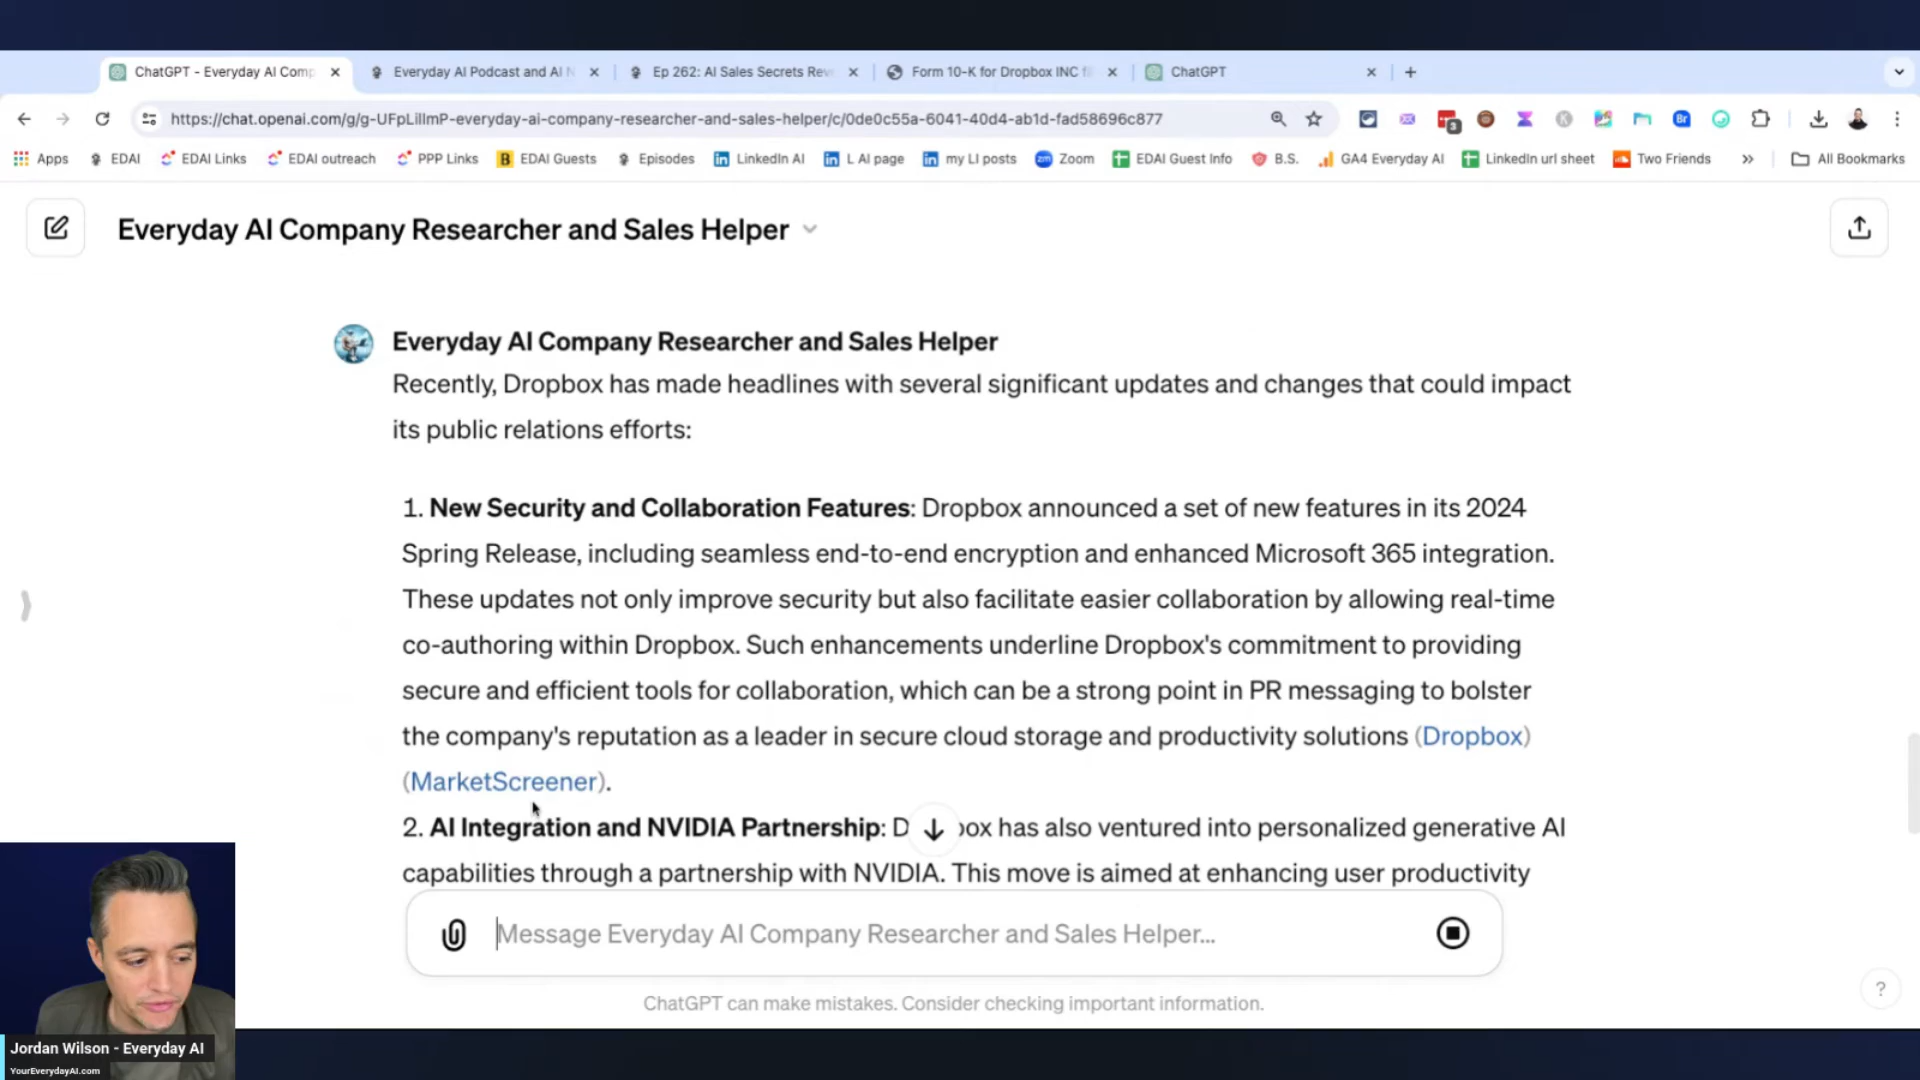 ChatGPT - Everyday AI Comp
Everyday AI Podcast and AI N
Ep 262: AI Sales Secrets Rev
Form 10-K for Dropbox INC fi
ChatGPT
https://chat.openai.com/g/g-UFpLillmP-everyday-ai-company-researcher-and-sales-helper/c/0de0c55a-6041-40d4-ab1d-fad58696c877
3
Br
Apps
EDAI
EDAI Links
EDAI outreach
PPP Links
B
EDAI Guests
Episodes
in
LinkedIn AI
in
L AI page
in
my LI posts
zm
Zoom
EDAI Guest Info
B.S.
GA4 Everyday AI
LinkedIn url sheet
Two Friends
»
All Bookmarks
Everyday AI Company Researcher and Sales Helper
Everyday AI Company Researcher and Sales Helper
Recently, Dropbox has made headlines with several significant updates and changes that could impact
its public relations efforts:
1. New Security and Collaboration Features: Dropbox announced a set of new features in its 2024
Spring Release, including seamless end-to-end encryption and enhanced Microsoft 365 integration.
These updates not only improve security but also facilitate easier collaboration by allowing real-time
co-authoring within Dropbox. Such enhancements underline Dropbox's commitment to providing
secure and efficient tools for collaboration, which can be a strong point in PR messaging to bolster
the company's reputation as a leader in secure cloud storage and productivity solutions (Dropbox)
(MarketScreener).
2. AI Integration and NVIDIA Partnership: D box has also ventured into personalized generative AI
capabilities through a partnership with NVIDIA. This move is aimed at enhancing user productivity
Message Everyday AI Company Researcher and Sales Helper...
ChatGPT can make mistakes. Consider checking important information.
?
Jordan Wilson - Everyday AI
YourEverydayAI.com